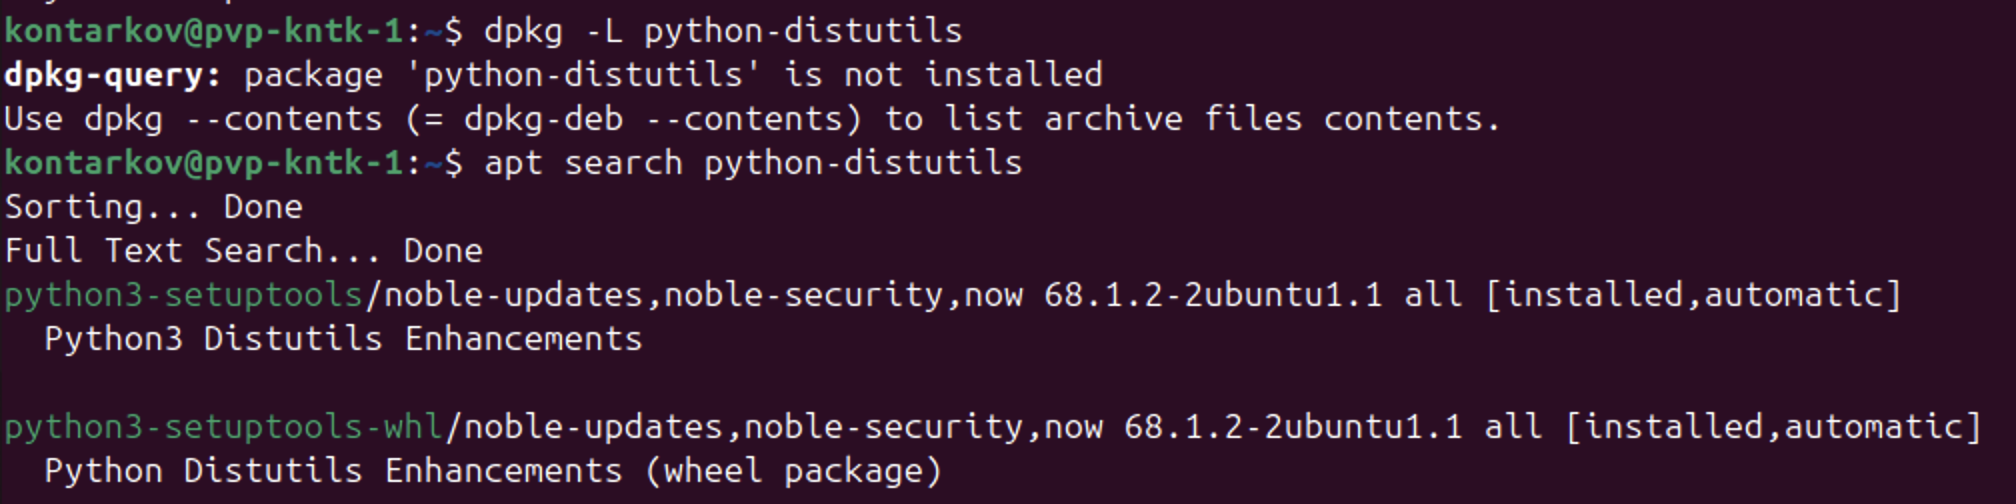 kontarkov@pvp-kntk-1:~$ dpkg -L python-distutils
dpkg-query: package 'python-distutils' is not installed
Use dpkg --contents (= dpkg-deb --contents) to list archive files contents.
kontarkov@pvp-kntk-1:~$ apt search python-distutils
Sorting... Done
Full Text Search... Done
python3-setuptools/noble-updates,noble-security,now 68.1.2-2ubuntu1.1 all [installed,automatic]
  Python3 Distutils Enhancements

python3-setuptools-whl/noble-updates,noble-security,now 68.1.2-2ubuntu1.1 all [installed,automatic]
  Python Distutils Enhancements (wheel package)